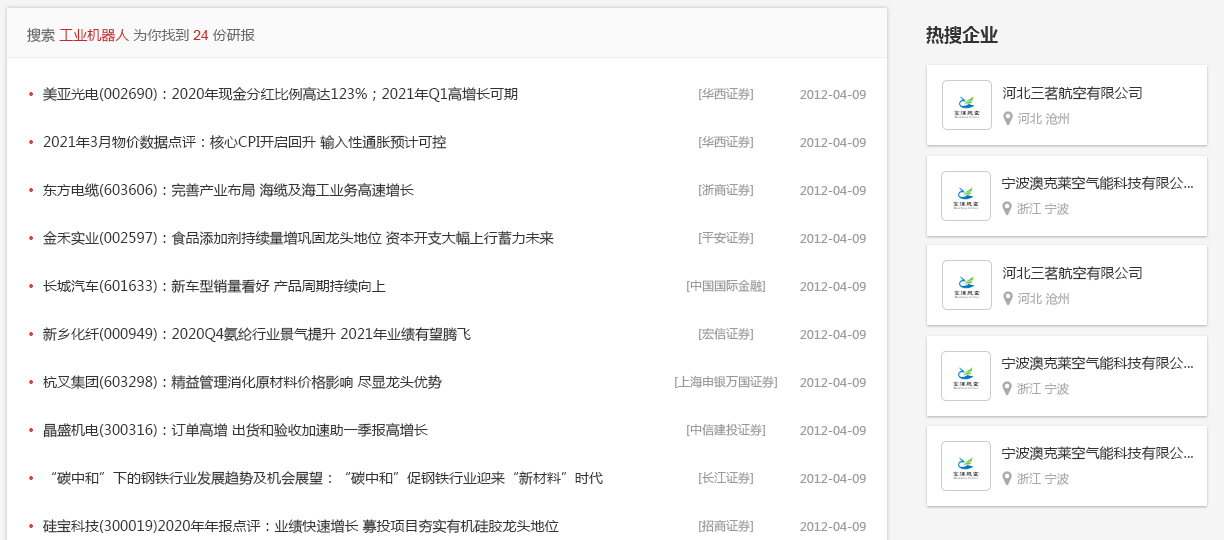 搜索 工业机器人 为你找到 24 份研报
• 美亚光电(002690)：2020年现金分红比例高达123%；2021年Q1高增长可期 [华西证券] 2012-04-09
• 2021年3月物价数据点评：核心CPI开启回升 输入性通胀预计可控 [华西证券] 2012-04-09
• 东方电缆(603606)：完善产业布局 海缆及海工业务高速增长 [浙商证券] 2012-04-09
• 金禾实业(002597)：食品添加剂持续量增巩固龙头地位 资本开支大幅上行蓄力未来 [平安证券] 2012-04-09
• 长城汽车(601633)：新车型销量看好 产品周期持续向上 [中国国际金融] 2012-04-09
• 新乡化纤(000949)：2020Q4氨纶行业景气提升 2021年业绩有望腾飞 [宏信证券] 2012-04-09
• 杭叉集团(603298)：精益管理消化原材料价格影响 尽显龙头优势 [上海申银万国证券] 2012-04-09
• 晶盛机电(300316)：订单高增 出货和验收加速助一季报高增长 [中信建投证券] 2012-04-09
• “碳中和”下的钢铁行业发展趋势及机会展望：“碳中和”促钢铁行业迎来“新材料”时代 [长江证券] 2012-04-09
• 硅宝科技(300019)2020年年报点评：业绩快速增长 募投项目夯实有机硅胶龙头地位 [招商证券] 2012-04-09
热搜企业
河北三茗航空有限公司
河北 沧州
宁波澳克莱空气能科技有限公...
浙江 宁波
河北三茗航空有限公司
河北 沧州
宁波澳克莱空气能科技有限公...
浙江 宁波
宁波澳克莱空气能科技有限公...
浙江 宁波